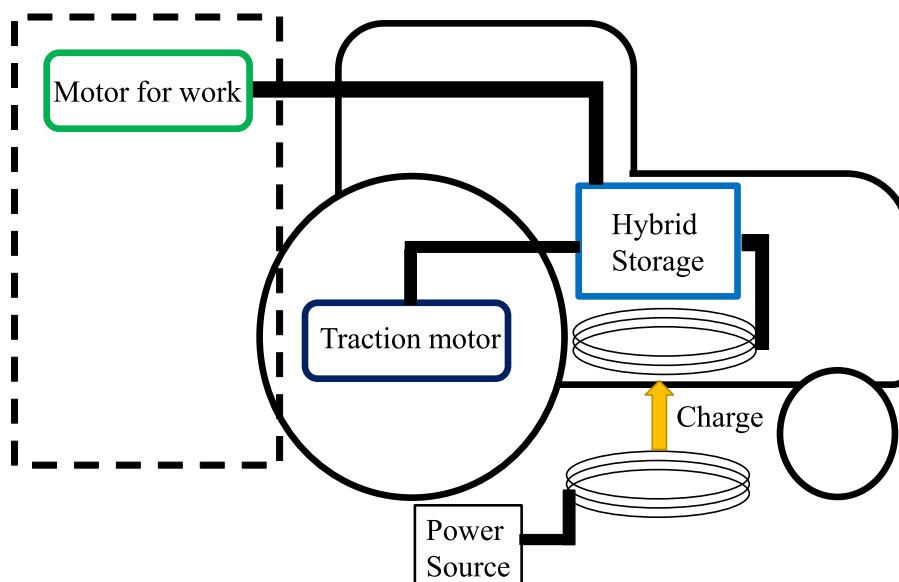 Motor for work
Hybrid
Storage
Traction motor
Charge
Power
Source